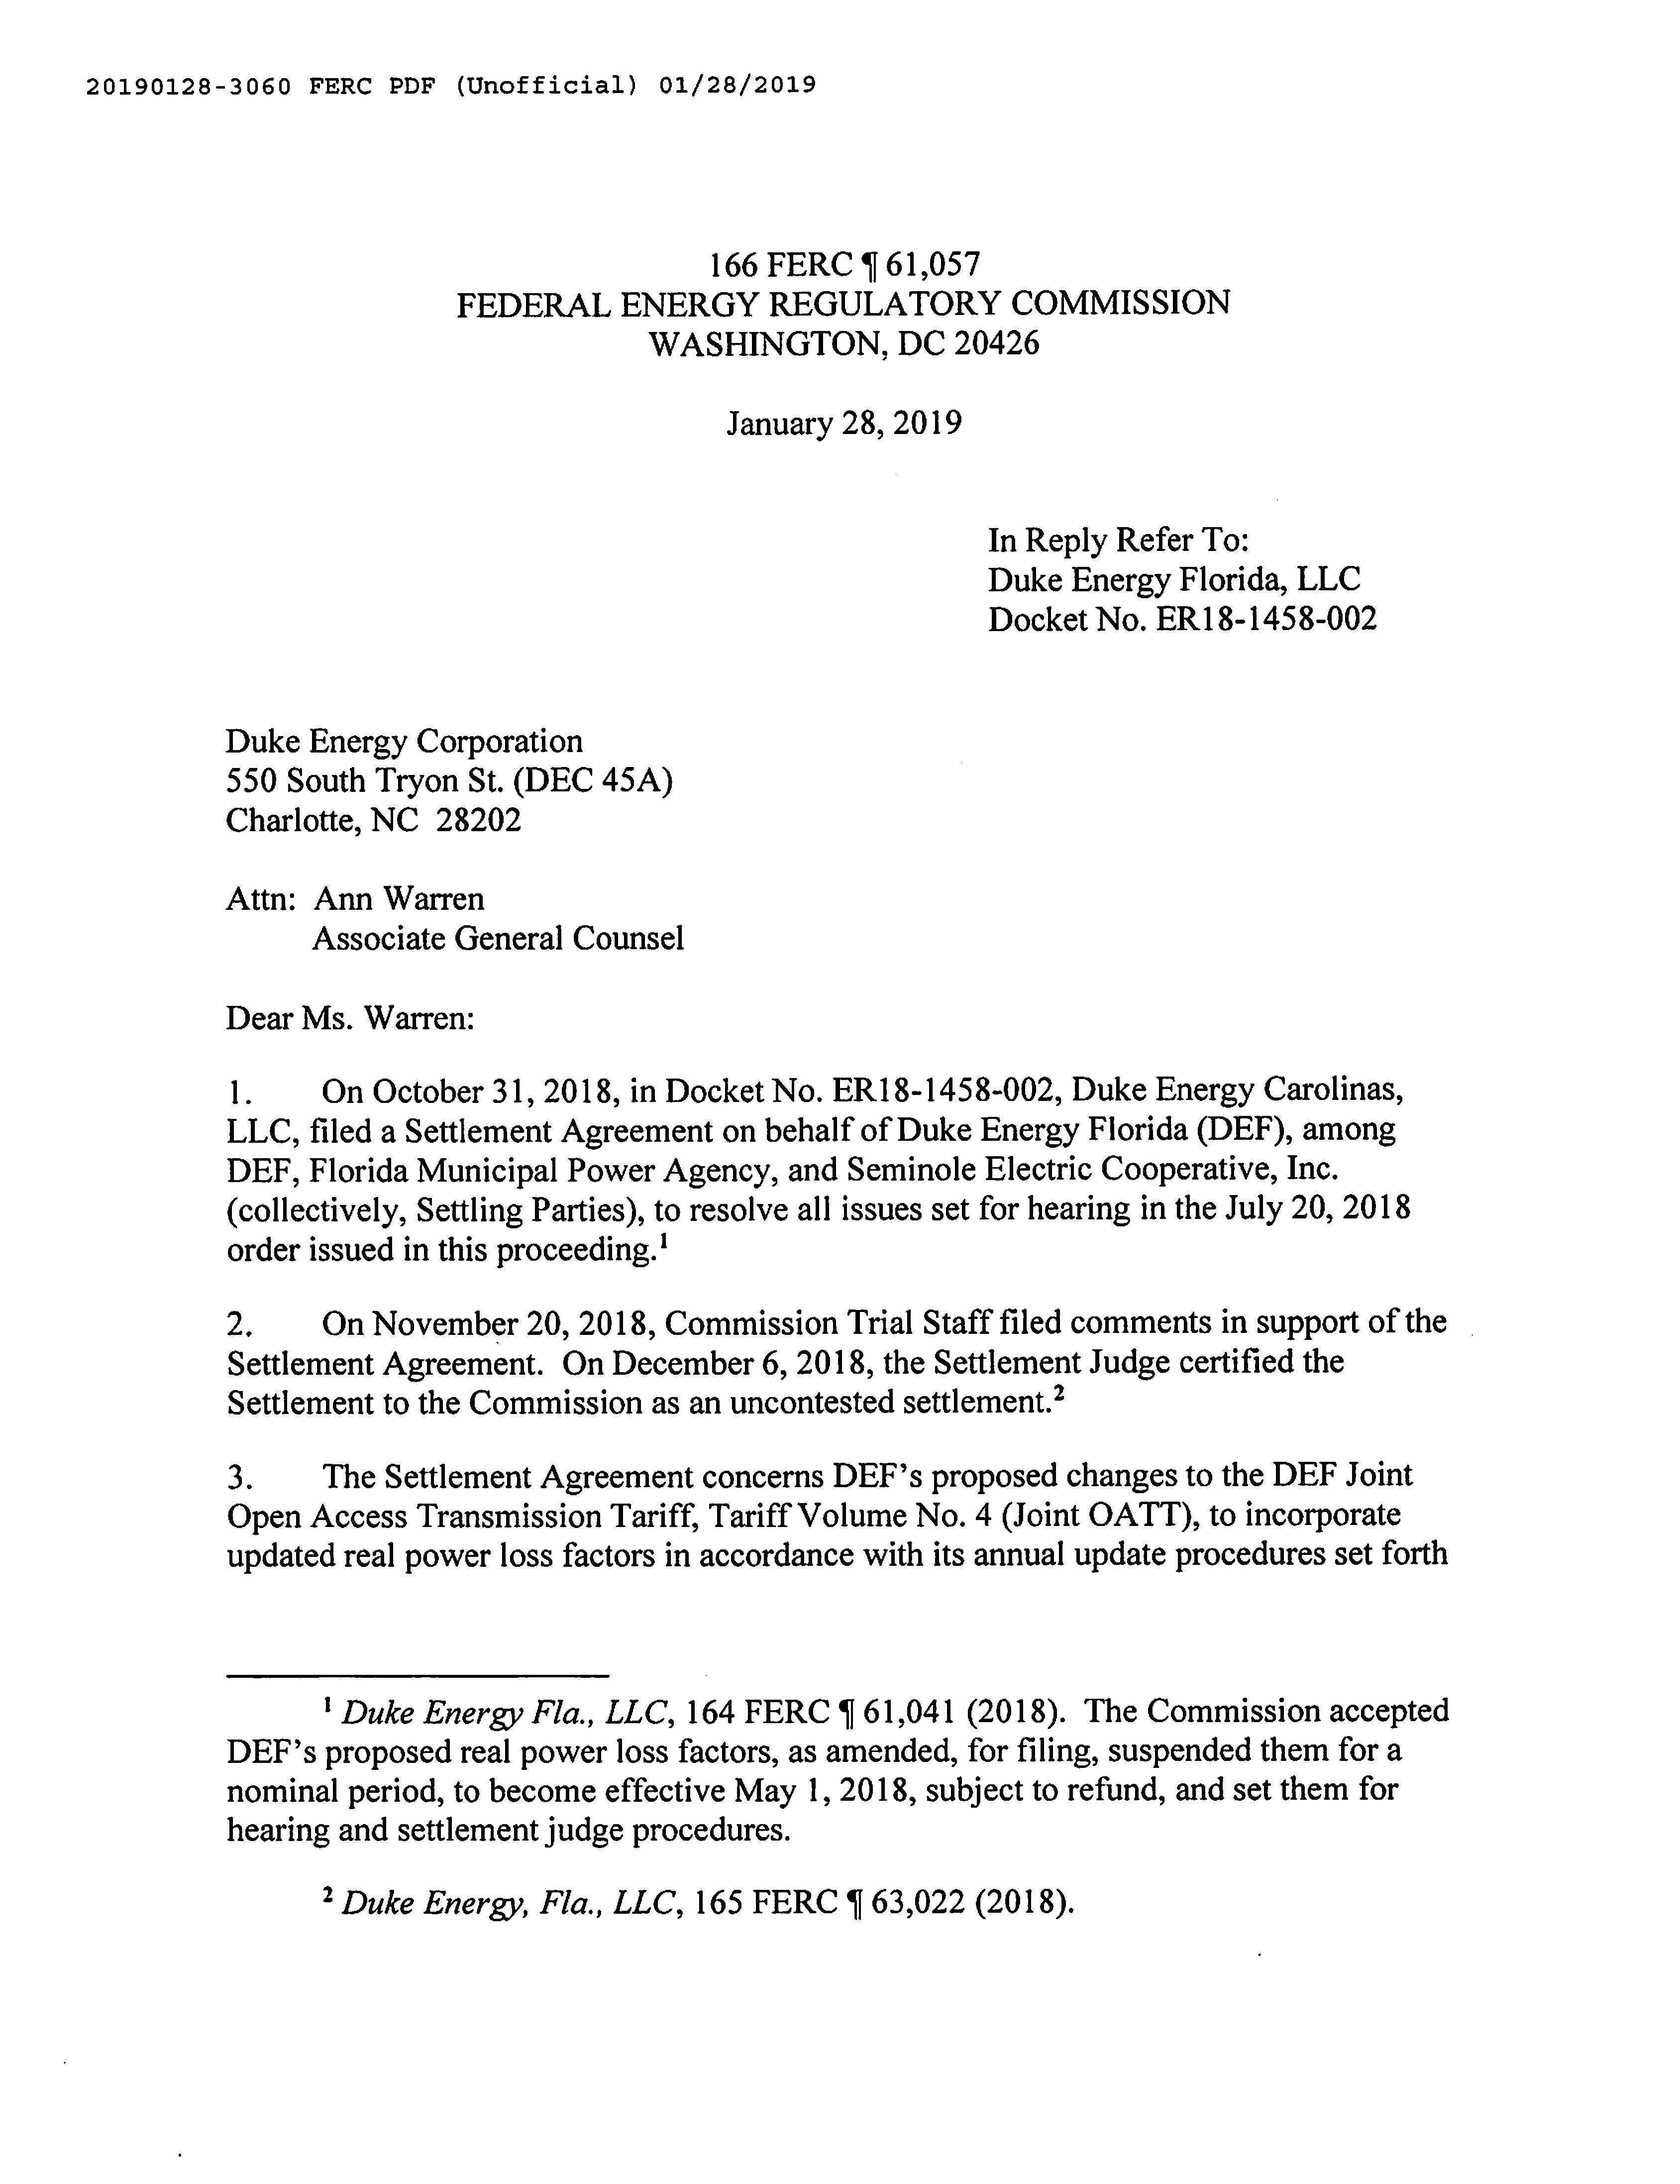 20190128-3060 FERC PDF (Unofficial) 01/28/2019
166 FERC ¶ 61,057
FEDERAL ENERGY REGULATORY COMMISSION
WASHINGTON, DC 20426
January 28, 2019
In Reply Refer To:
Duke Energy Florida, LLC
Docket No. ER18-1458-002
Duke Energy Corporation
550 South Tryon St. (DEC 45A)
Charlotte, NC  28202
Attn:  Ann Warren
Associate General Counsel
Dear Ms. Warren:
1. On October 31, 2018, in Docket No. ER18-1458-002, Duke Energy Carolinas,
LLC, filed a Settlement Agreement on behalf of Duke Energy Florida (DEF), among
DEF, Florida Municipal Power Agency, and Seminole Electric Cooperative, Inc.
(collectively, Settling Parties), to resolve all issues set for hearing in the July 20, 2018
order issued in this proceeding.¹
2. On November 20, 2018, Commission Trial Staff filed comments in support of the
Settlement Agreement.  On December 6, 2018, the Settlement Judge certified the
Settlement to the Commission as an uncontested settlement.²
3. The Settlement Agreement concerns DEF’s proposed changes to the DEF Joint
Open Access Transmission Tariff, Tariff Volume No. 4 (Joint OATT), to incorporate
updated real power loss factors in accordance with its annual update procedures set forth
¹ Duke Energy Fla., LLC, 164 FERC ¶ 61,041 (2018).  The Commission accepted
DEF’s proposed real power loss factors, as amended, for filing, suspended them for a
nominal period, to become effective May 1, 2018, subject to refund, and set them for
hearing and settlement judge procedures.
² Duke Energy, Fla., LLC, 165 FERC ¶ 63,022 (2018).